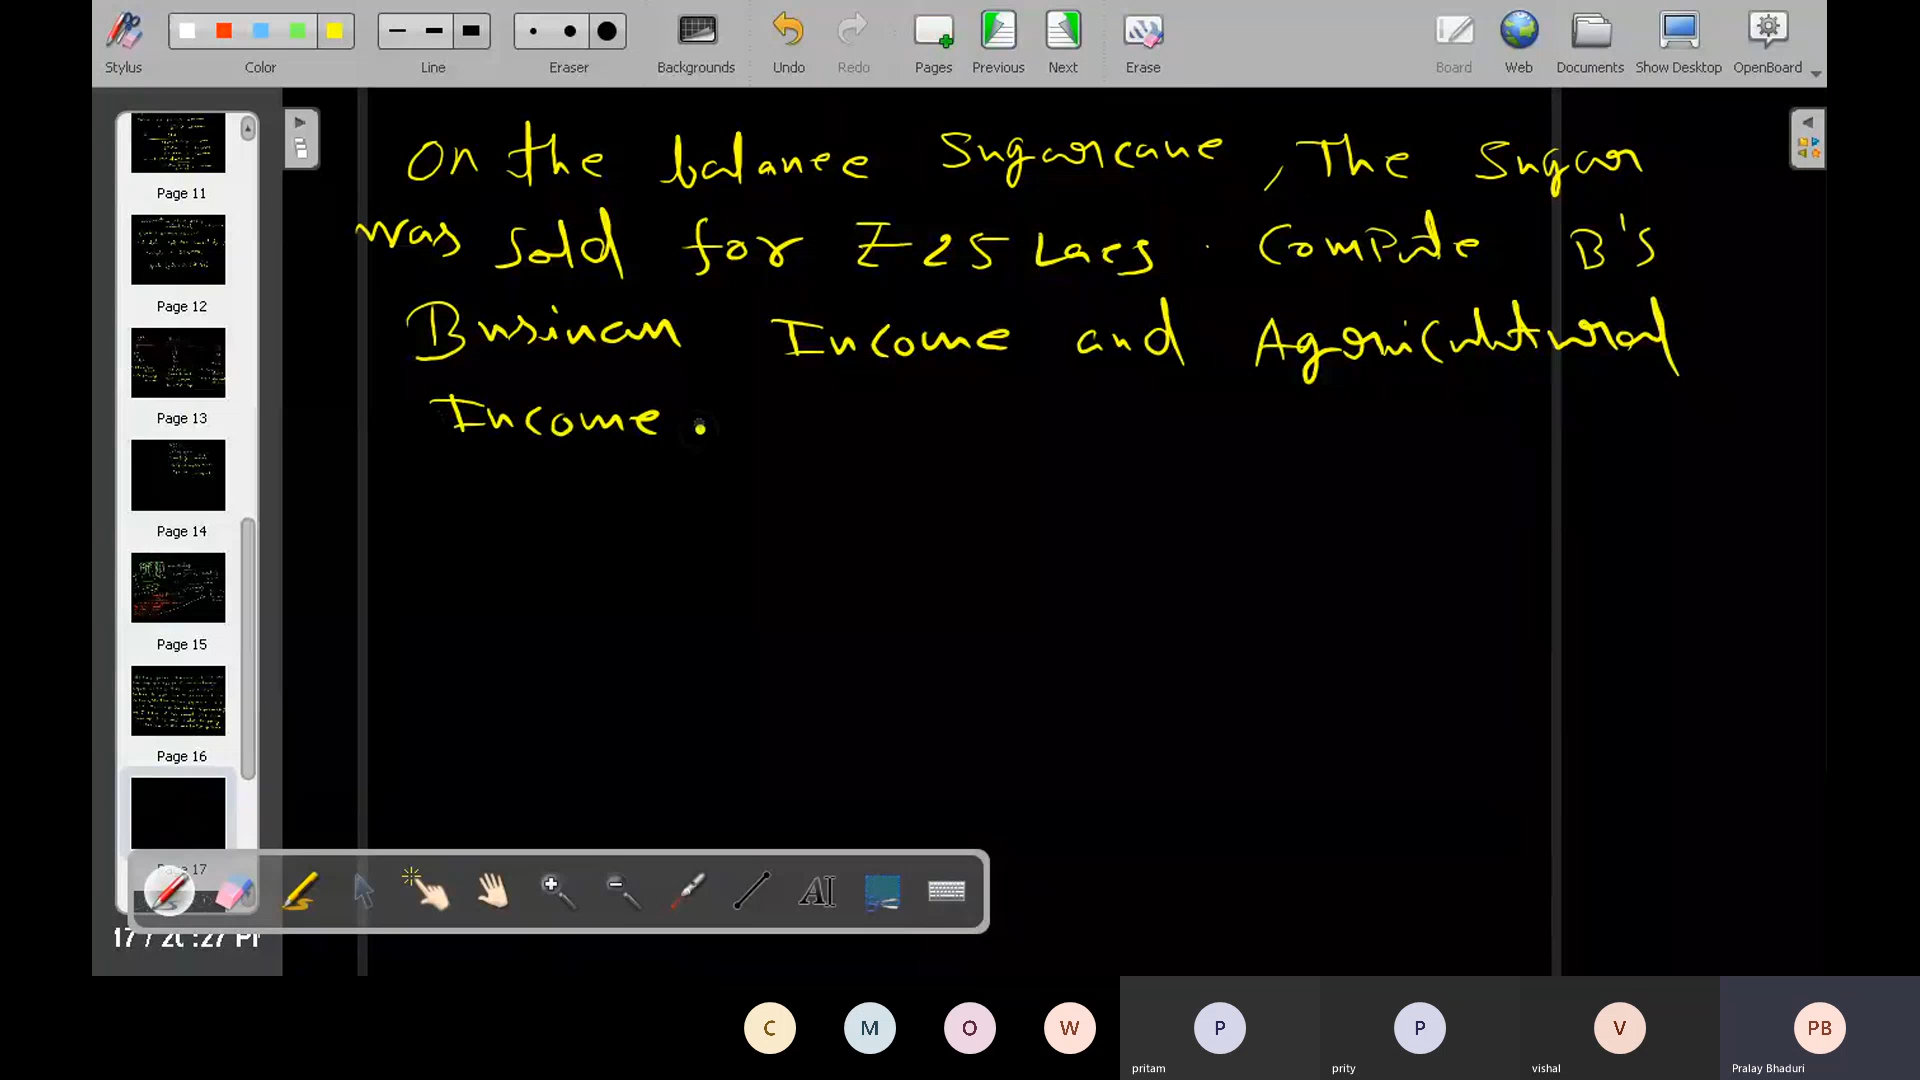 Stylus
Color
Line
Eraser
Backgrounds
Undo
Redo
Pages
Previous
Next
Erase
Board
Web
Documents
Show Desktop
OpenBoard
Page 11
Page 12
Page 13
Page 14
Page 15
Page 16
Page 17
On the balance Sugarcane, The Sugar
was sold for ₹ 25 Lacs. Compute B's
Business Income and Agricultural
Income.
C
M
O
W
P
pritam
P
prity
V
vishal
PB
Pralay Bhaduri